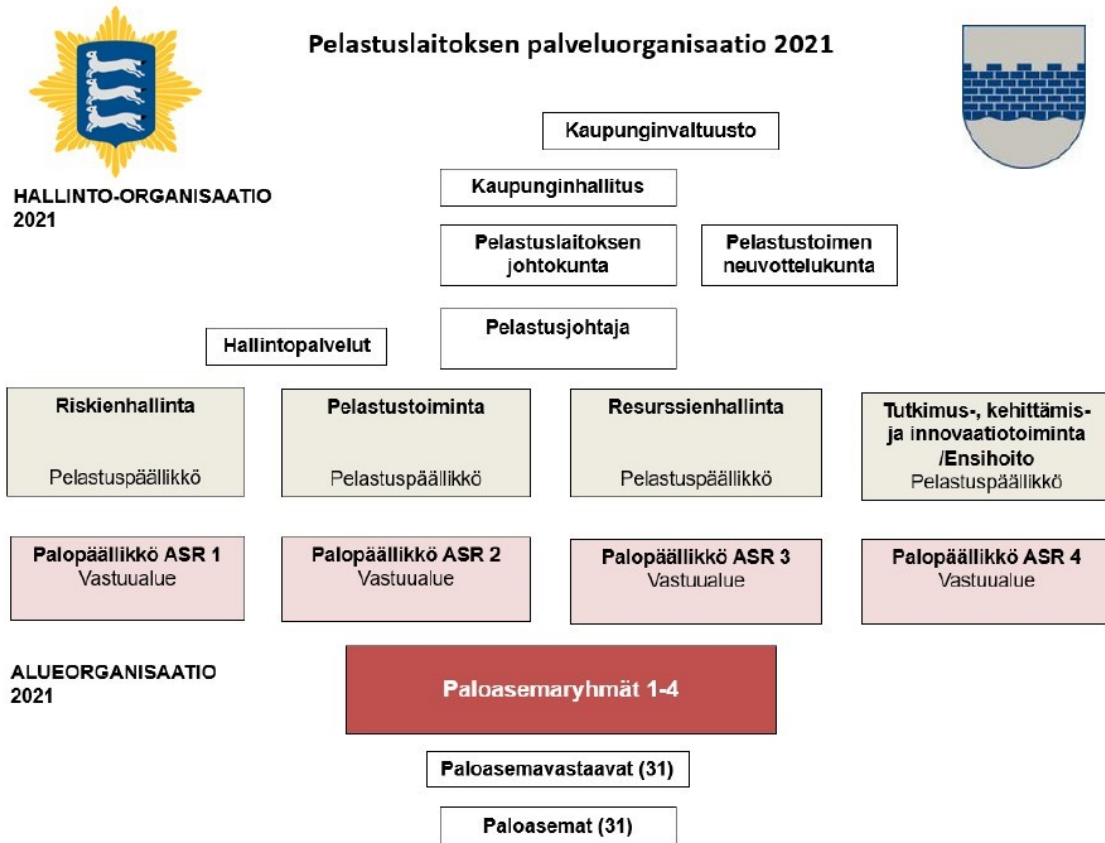 Pelastuslaitoksen palveluorganisaatio 2021
Kaupunginvaltuusto
HALLINTO-ORGANISAATIO
2021
Kaupunginhallitus
Pelastuslaitoksen
johtokunta
Pelastustoimen
neuvottelukunta
Pelastusjohtaja
Hallintopalvelut
Riskienhallinta
Pelastuspäällikkö
Pelastustoiminta
Pelastuspäällikkö
Resurssienhallinta
Pelastuspäällikkö
Tutkimus-, kehittämis-
ja innovaatiotoiminta
/Ensihoito
Pelastuspäällikkö
Palopäällikkö ASR 1
Vastuualue
Palopäällikkö ASR 2
Vastuualue
Palopäällikkö ASR 3
Vastuualue
Palopäällikkö ASR 4
Vastuualue
ALUEORGANISAATIO
2021
Paloasemaryhmät 1-4
Paloasemavastaavat (31)
Paloasemat (31)